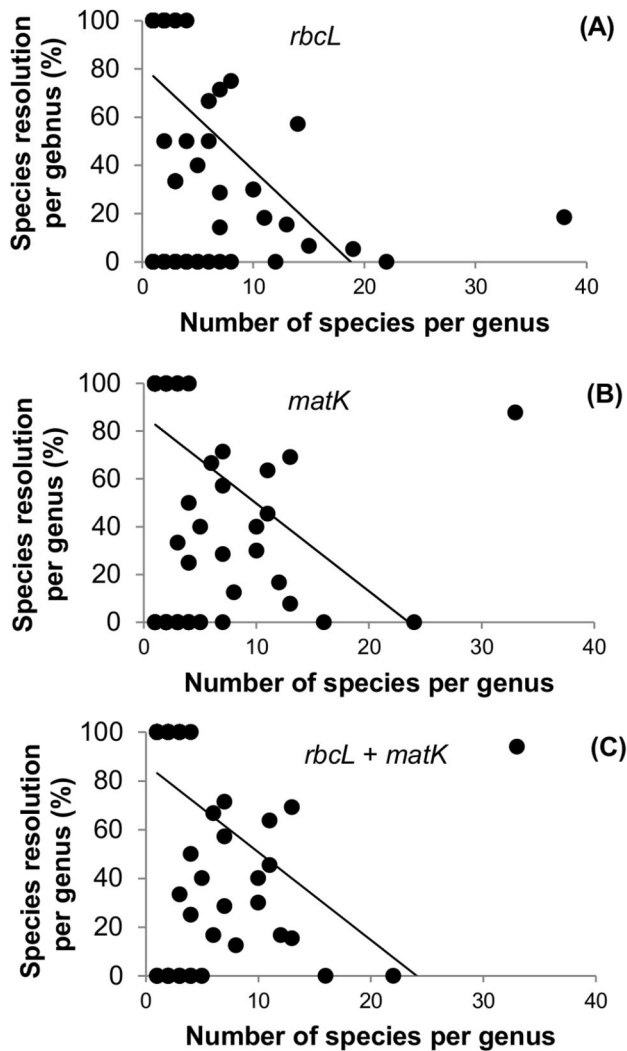 (A)
rbcL
Species resolution
per gebnus (%)
100
80
60
40
20
0
0 10 20 30 40
Number of species per genus
(B)
matK
Species resolution
per genus (%)
100
80
60
40
20
0
0 10 20 30 40
Number of species per genus
(C)
rbcL + matK
Species resolution
per genus (%)
100
80
60
40
20
0
0 10 20 30 40
Number of species per genus